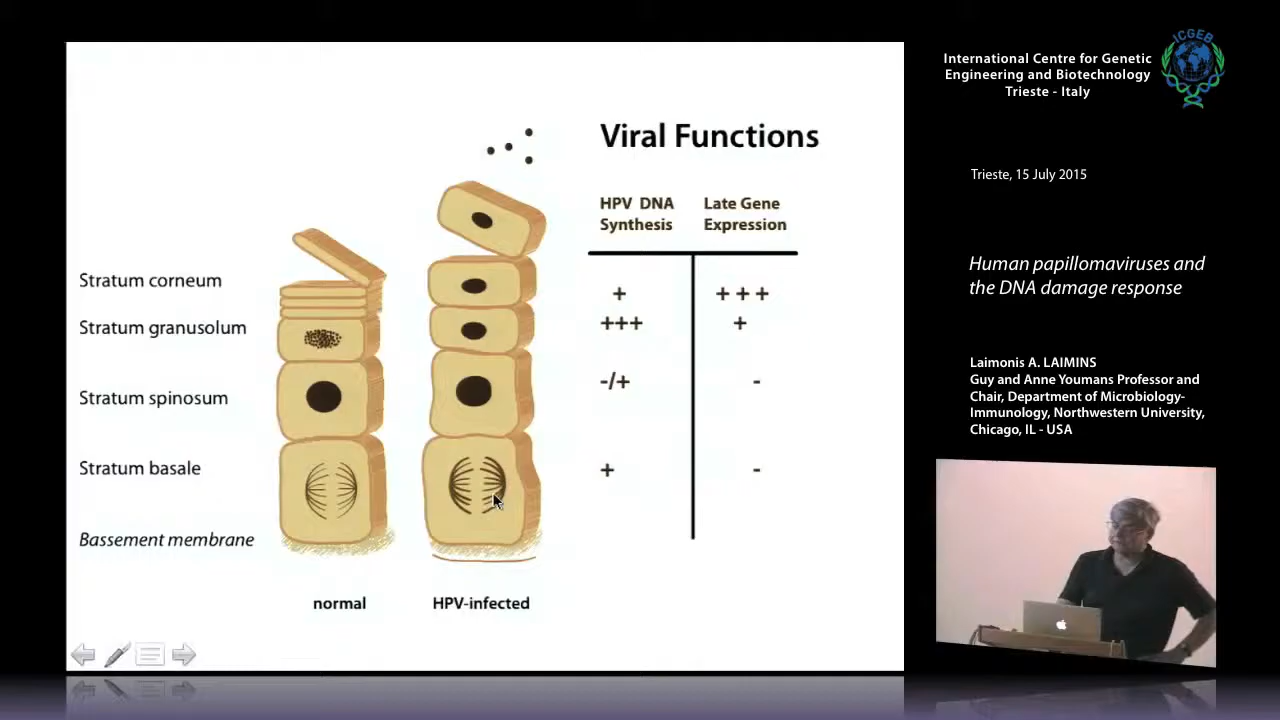 Viral Functions
HPV DNA Synthesis
Late Gene Expression
Stratum corneum
+
+ + +
Stratum granusolum
+++
+
Stratum spinosum
-/+
-
Stratum basale
+
-
Bassement membrane
normal
HPV-infected
ICGEB
International Centre for Genetic
Engineering and Biotechnology
Trieste - Italy
Trieste, 15 July 2015
Human papillomaviruses and
the DNA damage response
Laimonis A. LAIMINS
Guy and Anne Youmans Professor and
Chair, Department of Microbiology-
Immunology, Northwestern University,
Chicago, IL - USA